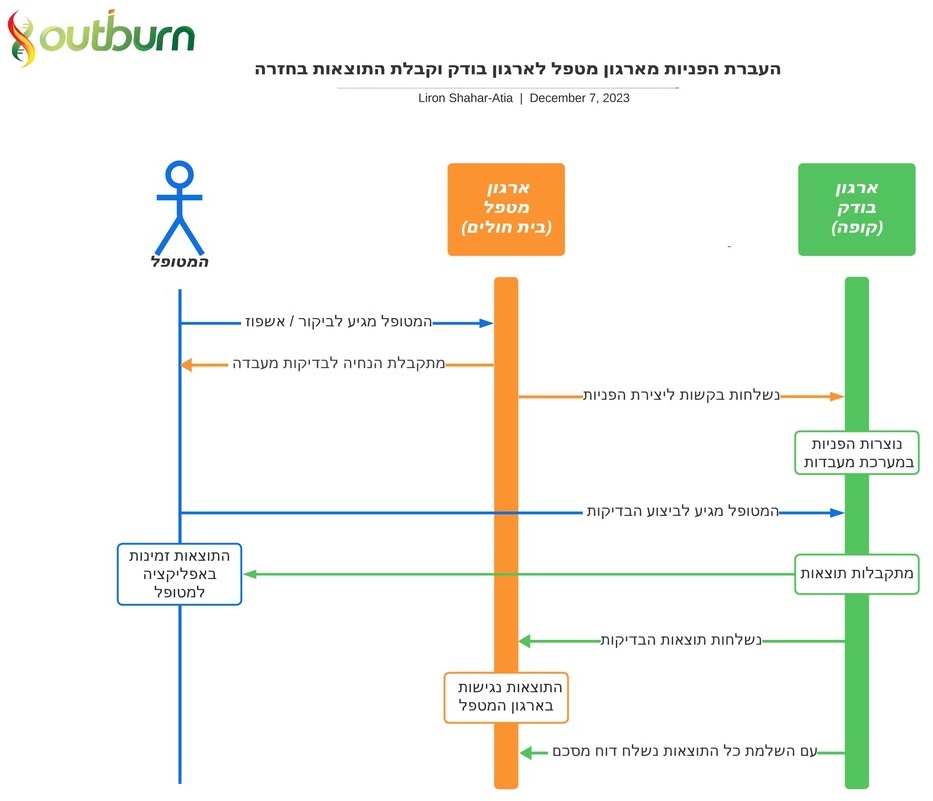 outburn
העברת הפניות מארגון מטפל לארגון בודק וקבלת התוצאות בחזרה
Liron Shahar-Atia | December 7, 2023
המטופל
ארגון
מטפל
(בית חולים)
ארגון
בודק
(קופה)
המטופל מגיע לביקור / אשפוז
מתקבלת הנחיה לבדיקות מעבדה
נשלחות בקשות ליצירת הפניות
נוצרות הפניות
במערכת מעבדות
המטופל מגיע לביצוע הבדיקות
מתקבלות תוצאות
התוצאות זמינות
באפליקציה
למטופל
נשלחות תוצאות הבדיקות
התוצאות נגישות
בארגון המטפל
עם השלמת כל התוצאות נשלח דוח מסכם